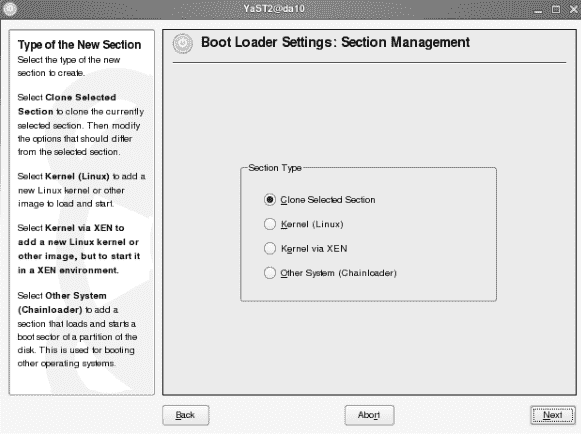 YaST2@da10
Type of the New Section
Select the type of the new
section to create.
Select Clone Selected
Section to clone the currently
selected section. Then modify
the options that should differ
from the selected section.
Select Kernel (Linux) to add a
new Linux kernel or other
image to load and start.
Select Kernel via XEN to
add a new Linux kernel or
other image, but to start it
in a XEN environment.
Select Other System
(Chainloader) to add a
section that loads and starts a
boot sector of a partition of the
disk. This is used for booting
other operating systems.
Boot Loader Settings: Section Management
Section Type
Clone Selected Section
Kernel (Linux)
Kernel via XEN
Other System (Chainloader)
Back
Abort
Next